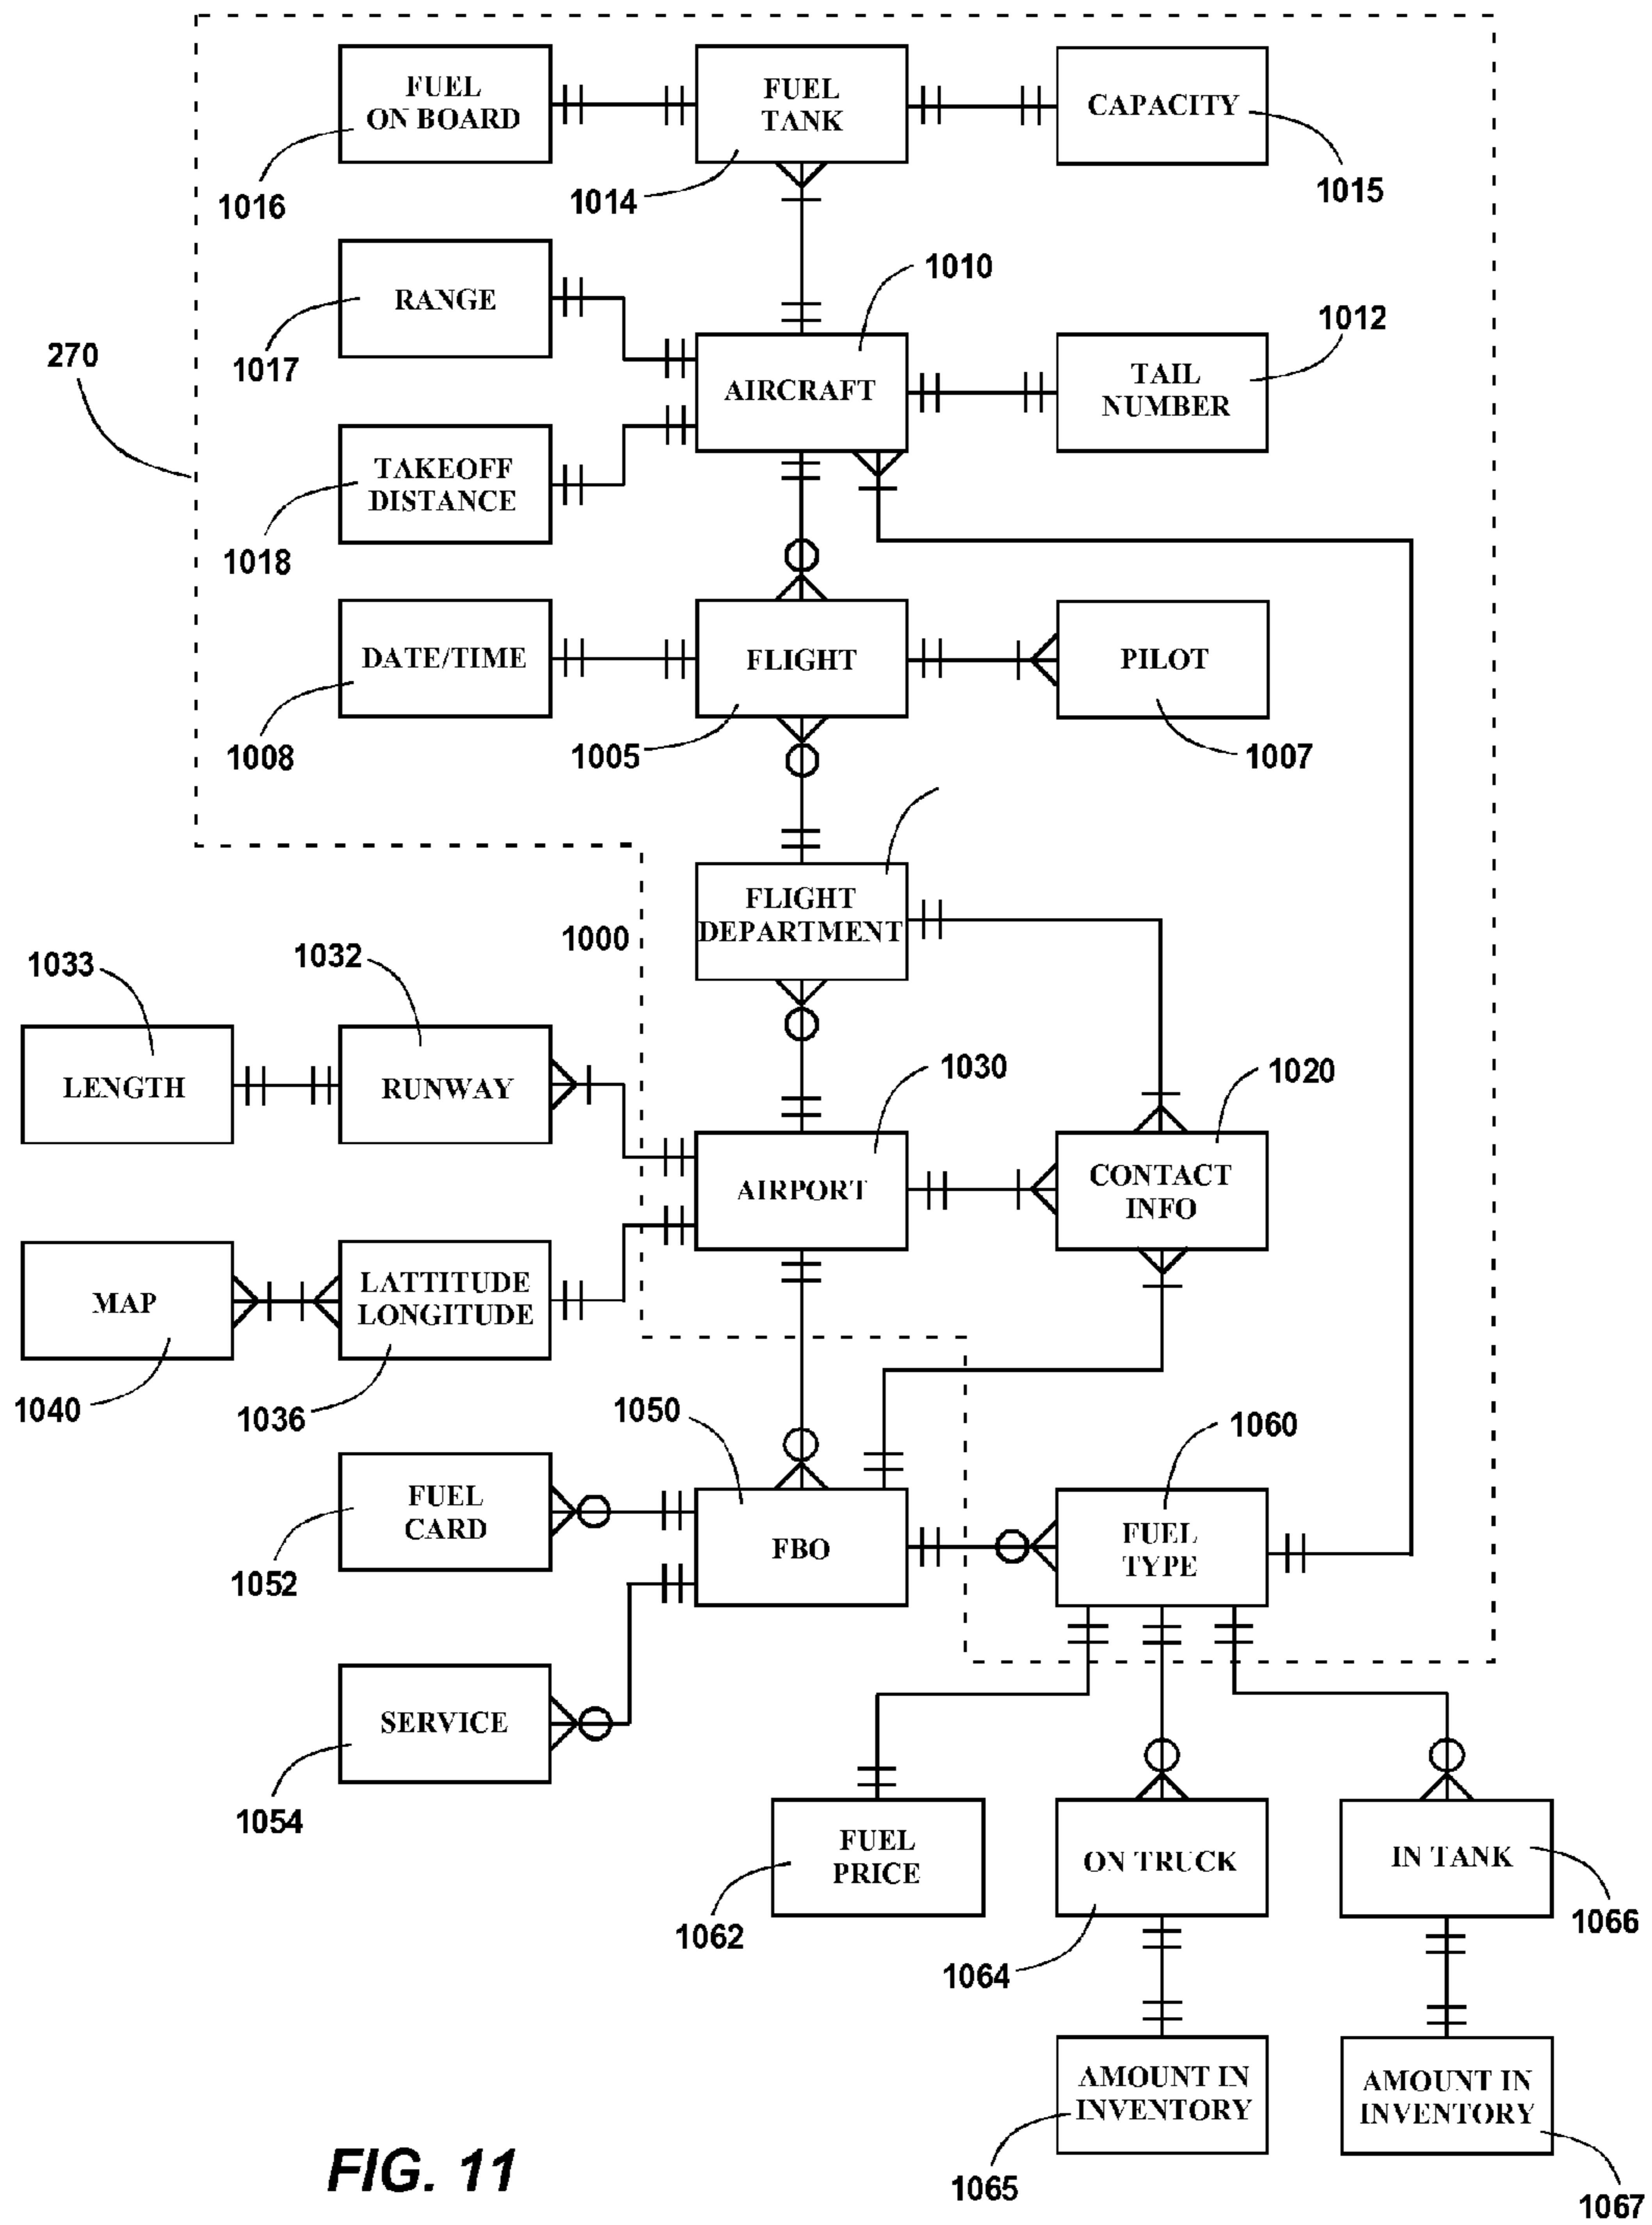 FUEL
ON BOARD
FUEL
TANK
CAPACITY
1016
1014
1015
RANGE
1010
1017
1012
270
AIRCRAFT
TAIL
NUMBER
TAKEOFF
DISTANCE
1018
DATE/TIME
FLIGHT
PILOT
1008
1005
1007
FLIGHT
DEPARTMENT
1000
1033
1032
LENGTH
RUNWAY
1030
1020
AIRPORT
CONTACT
INFO
MAP
LATTITUDE
LONGITUDE
1040
1036
1050
1060
FUEL
CARD
FBO
FUEL
TYPE
1052
SERVICE
1054
FUEL
PRICE
ON TRUCK
IN TANK
1062
1064
1066
AMOUNT IN
INVENTORY
AMOUNT IN
INVENTORY
1065
1067
FIG. 11